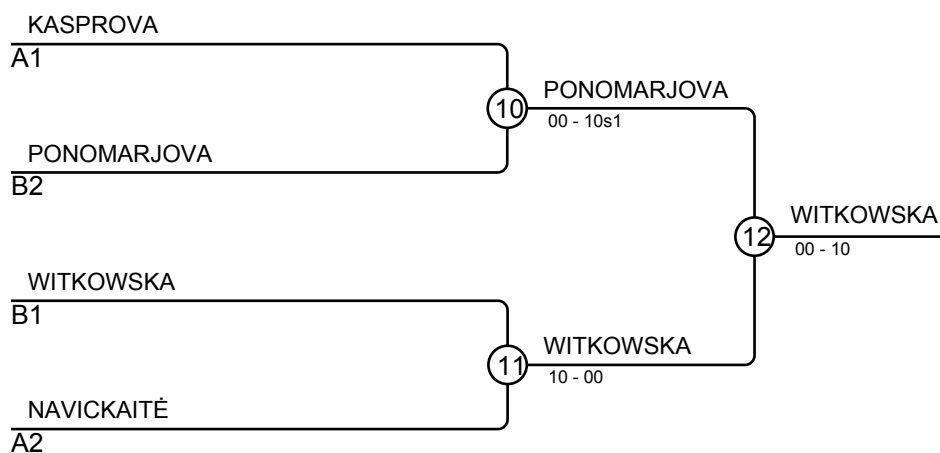 KASPROVA
A1
10
PONOMARJOVA
00 - 10s1
PONOMARJOVA
B2
12
WITKOWSKA
00 - 10
WITKOWSKA
B1
11
WITKOWSKA
10 - 00
NAVICKAITĖ
A2